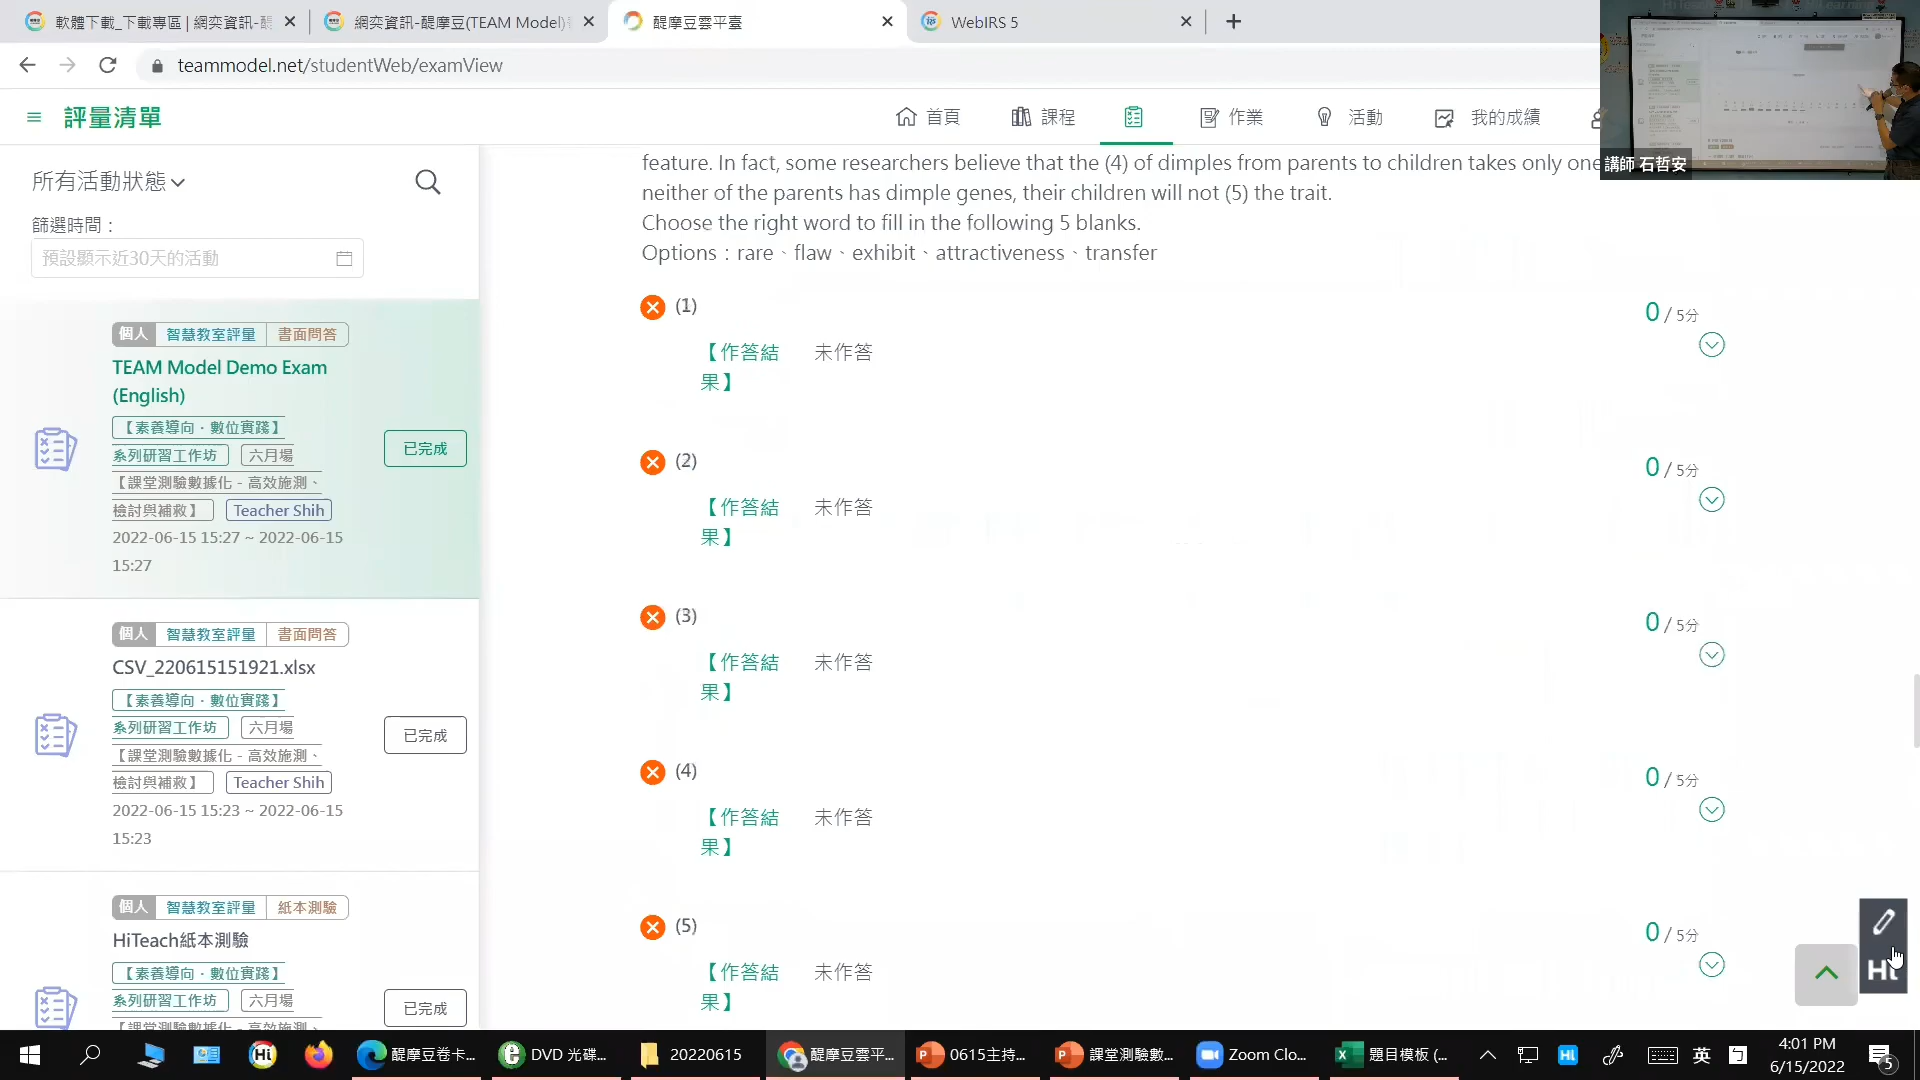 軟體下載_下載專區 | 網奕資訊-醍
網奕資訊-醍摩豆(TEAM Model)
醍摩豆雲平臺
WebIRS 5
teammodel.net/studentWeb/examView
評量清單
首頁
課程
作業
活動
我的成績
講師 石哲安
所有活動狀態
篩選時間：
預設顯示近30天的活動
個人 智慧教室評量 書面問答
TEAM Model Demo Exam
(English)
【素養導向．數位實踐】
系列研習工作坊 六月場
【課堂測驗數據化－高效施測、
檢討與補救】 Teacher Shih
2022-06-15 15:27 ~ 2022-06-15
15:27
已完成
個人 智慧教室評量 書面問答
CSV_220615151921.xlsx
【素養導向．數位實踐】
系列研習工作坊 六月場
【課堂測驗數據化－高效施測、
檢討與補救】 Teacher Shih
2022-06-15 15:23 ~ 2022-06-15
15:23
已完成
個人 智慧教室評量 紙本測驗
HiTeach紙本測驗
【素養導向．數位實踐】
系列研習工作坊 六月場
【課堂測驗數據化－高效施測、
已完成
feature. In fact, some researchers believe that the (4) of dimples from parents to children takes only one
neither of the parents has dimple genes, their children will not (5) the trait.
Choose the right word to fill in the following 5 blanks.
Options：rare、flaw、exhibit、attractiveness、transfer
(1)
0 / 5分
【作答結
果】
未作答
(2)
0 / 5分
【作答結
果】
未作答
(3)
0 / 5分
【作答結
果】
未作答
(4)
0 / 5分
【作答結
果】
未作答
(5)
0 / 5分
【作答結
果】
未作答
醍摩豆卷卡...
DVD 光碟...
20220615
醍摩豆雲平...
0615主持...
課堂測驗數...
Zoom Clo...
題目模板 (...
英
4:01 PM
6/15/2022
5